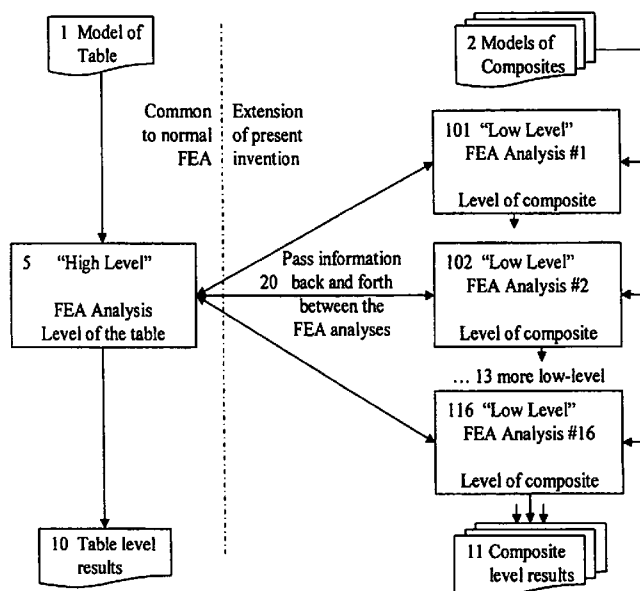 1 Model of
Table
2 Models of
Composites
Common
to normal
FEA
Extension
of present
invention
101 “Low Level”
FEA Analysis #1
Level of composite
5 “High Level”
FEA Analysis
Level of the table
Pass information
20 back and forth
between the
FEA analyses
102 “Low Level”
FEA Analysis #2
Level of composite
... 13 more low-level
116 “Low Level”
FEA Analysis #16
Level of composite
10 Table level
results
11 Composite
level results